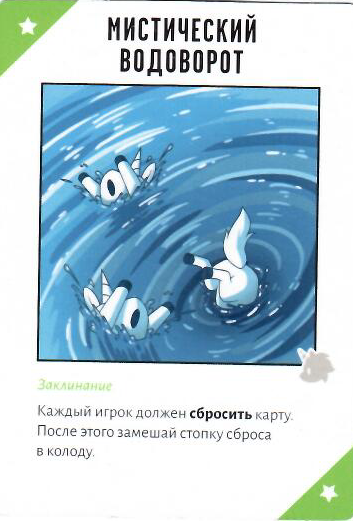 МИСТИЧЕСКИЙ
ВОДОВОРОТ
Заклинание
Каждый игрок должен сбросить карту.
После этого замешай стопку сброса
в колоду.